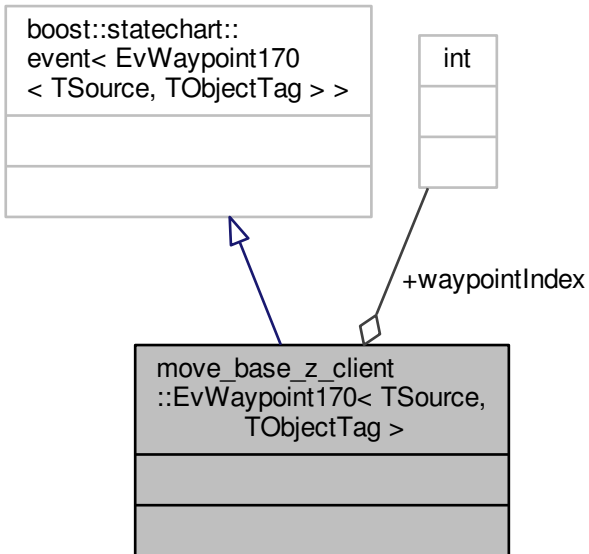 boost::statechart::
event< EvWaypoint170
< TSource, TObjectTag > >
int
+waypointIndex
move_base_z_client
::EvWaypoint170< TSource,
TObjectTag >